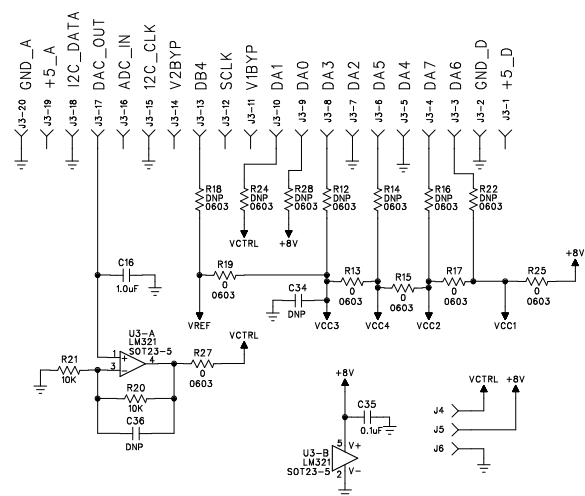 J3-20 GND_A
J3-19 +5_A
J3-18 I2C_DATA
J3-17 DAC_OUT
J3-16 ADC_IN
J3-15 I2C_CLK
J3-14 V2BYP
J3-13 DB4
J3-12 SCLK
J3-11 V1BYP
J3-10 DA1
J3-9 DA0
J3-8 DA3
J3-7 DA2
J3-6 DA5
J3-5 DA4
J3-4 DA7
J3-3 DA6
J3-2 GND_D
J3-1 +5_D
R18
DNP
0603
R24
DNP
0603
R28
DNP
0603
R12
DNP
0603
R14
DNP
0603
R16
DNP
0603
R22
DNP
0603
VCTRL
+8V
+8V
C16
1.0uF
R19
0
0603
R13
0
0603
R15
0
0603
R17
0
0603
R25
0
0603
C34
DNP
VREF
VCC3
VCC4
VCC2
VCC1
U3-A
LM321
SOT23-5
1
+
3
−
4
R21
10K
R27
0
0603
VCTRL
R20
10K
C36
DNP
+8V
C35
0.1uF
U3-B
LM321
SOT23-5
5
V+
2
V-
VCTRL
+8V
J4
J5
J6